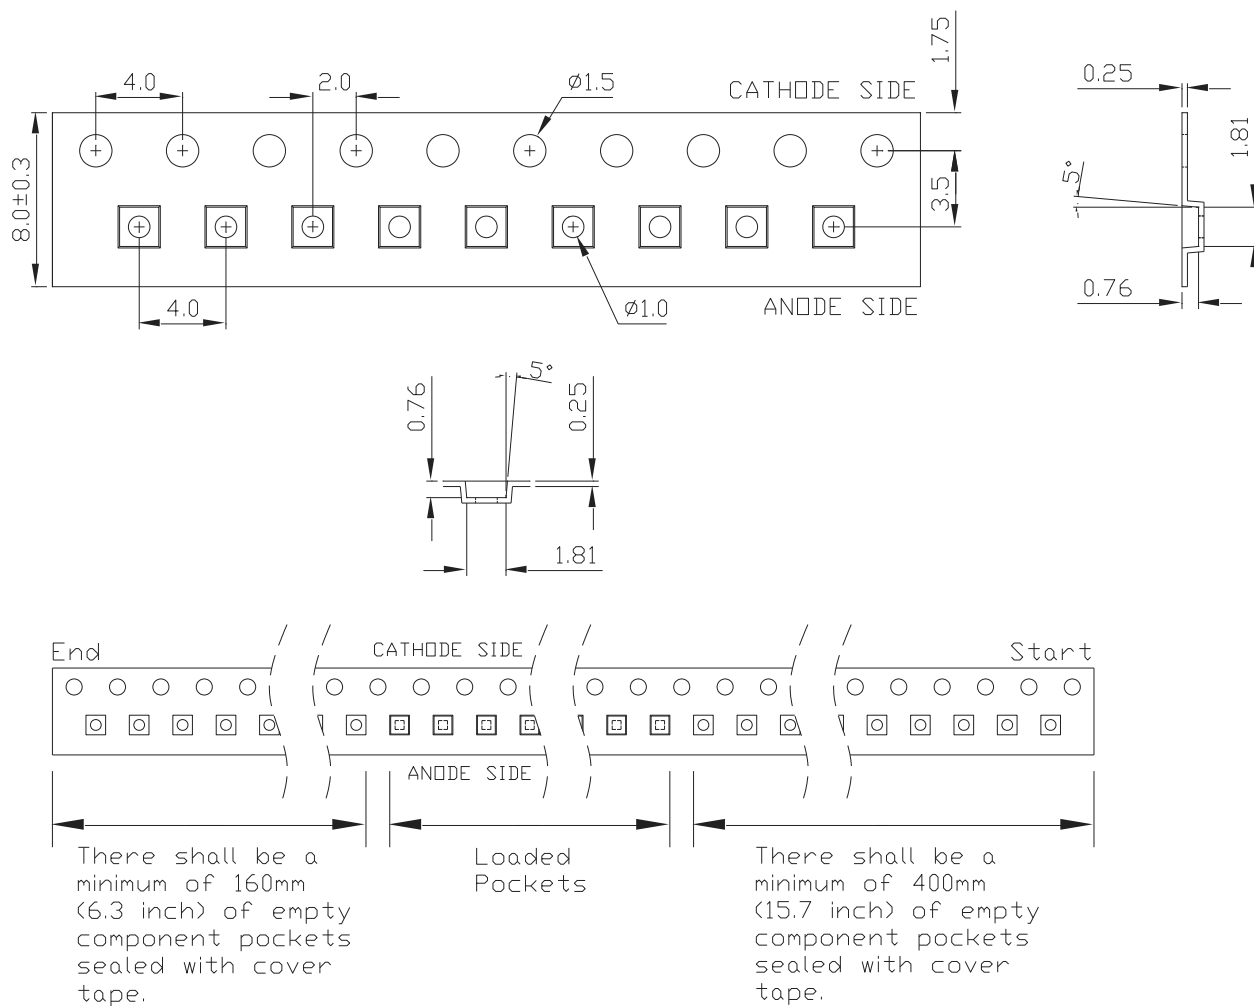 4.0
2.0
ø1.5
CATHODE SIDE
1.75
8.0±0.3
3.5
4.0
ø1.0
ANODE SIDE
0.25
1.81
5°
0.76
0.76
5°
0.25
1.81
End
CATHODE SIDE
Start
ANODE SIDE
There shall be a
minimum of 160mm
(6.3 inch) of empty
component pockets
sealed with cover
tape.
Loaded
Pockets
There shall be a
minimum of 400mm
(15.7 inch) of empty
component pockets
sealed with cover
tape.